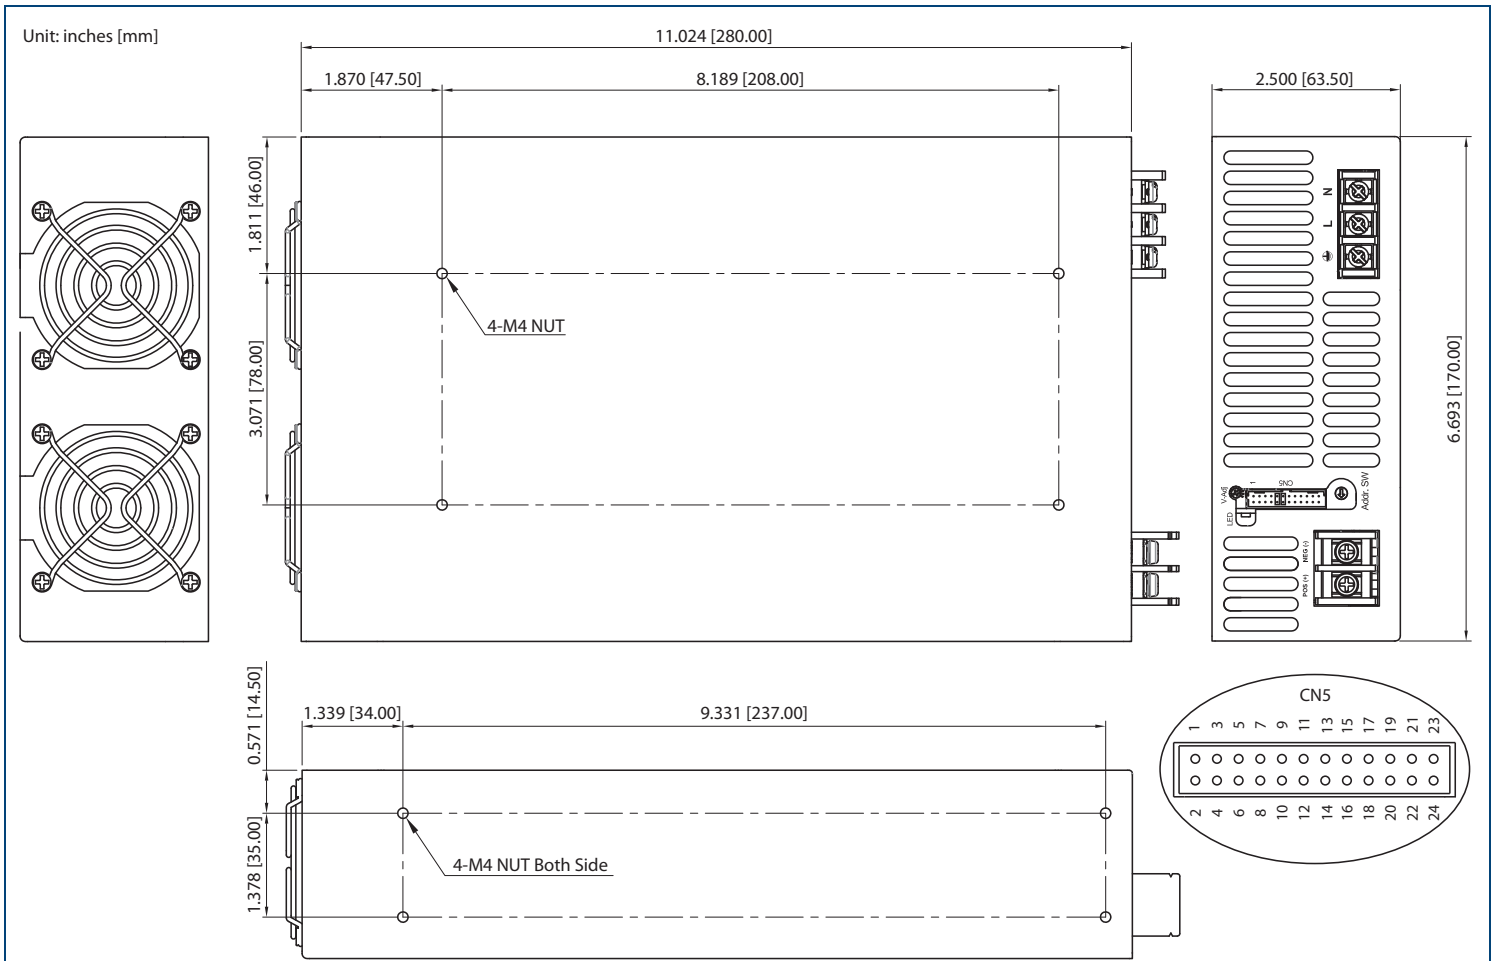 Unit: inches [mm]
11.024 [280.00]
1.870 [47.50]
8.189 [208.00]
2.500 [63.50]
1.811 [46.00]
3.071 [78.00]
4-M4 NUT
N
L
6.693 [170.00]
V-Adj
1
CN5
Addr. SW
LED
NEG (-)
POS (+)
0.571 [14.50]
1.339 [34.00]
9.331 [237.00]
1.378 [35.00]
4-M4 NUT Both Side
CN5
1 3 5 7 9 11 13 15 17 19 21 23
2 4 6 8 10 12 14 16 18 20 22 24